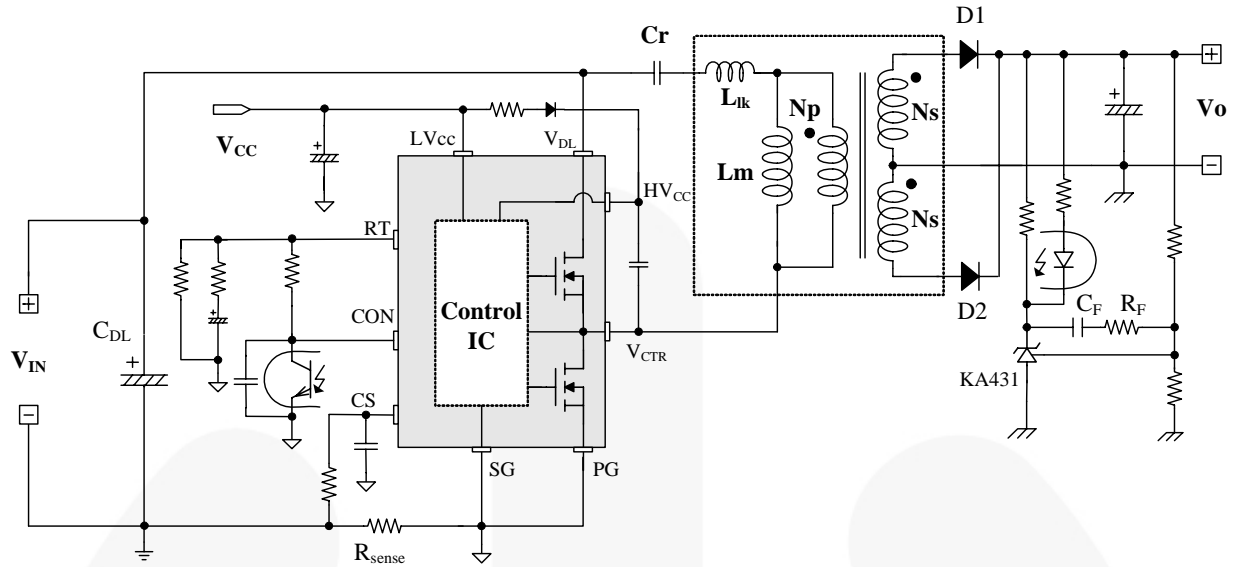 D1
Cr
L_lk
Np
Ns
Vo
+
−
V_CC
LVcc
V_DL
Lm
HV_CC
Ns
RT
+
C_DL
CON
Control
IC
D2
C_F
R_F
V_IN
V_CTR
KA431
−
CS
SG
PG
R_sense
+
+
+
+